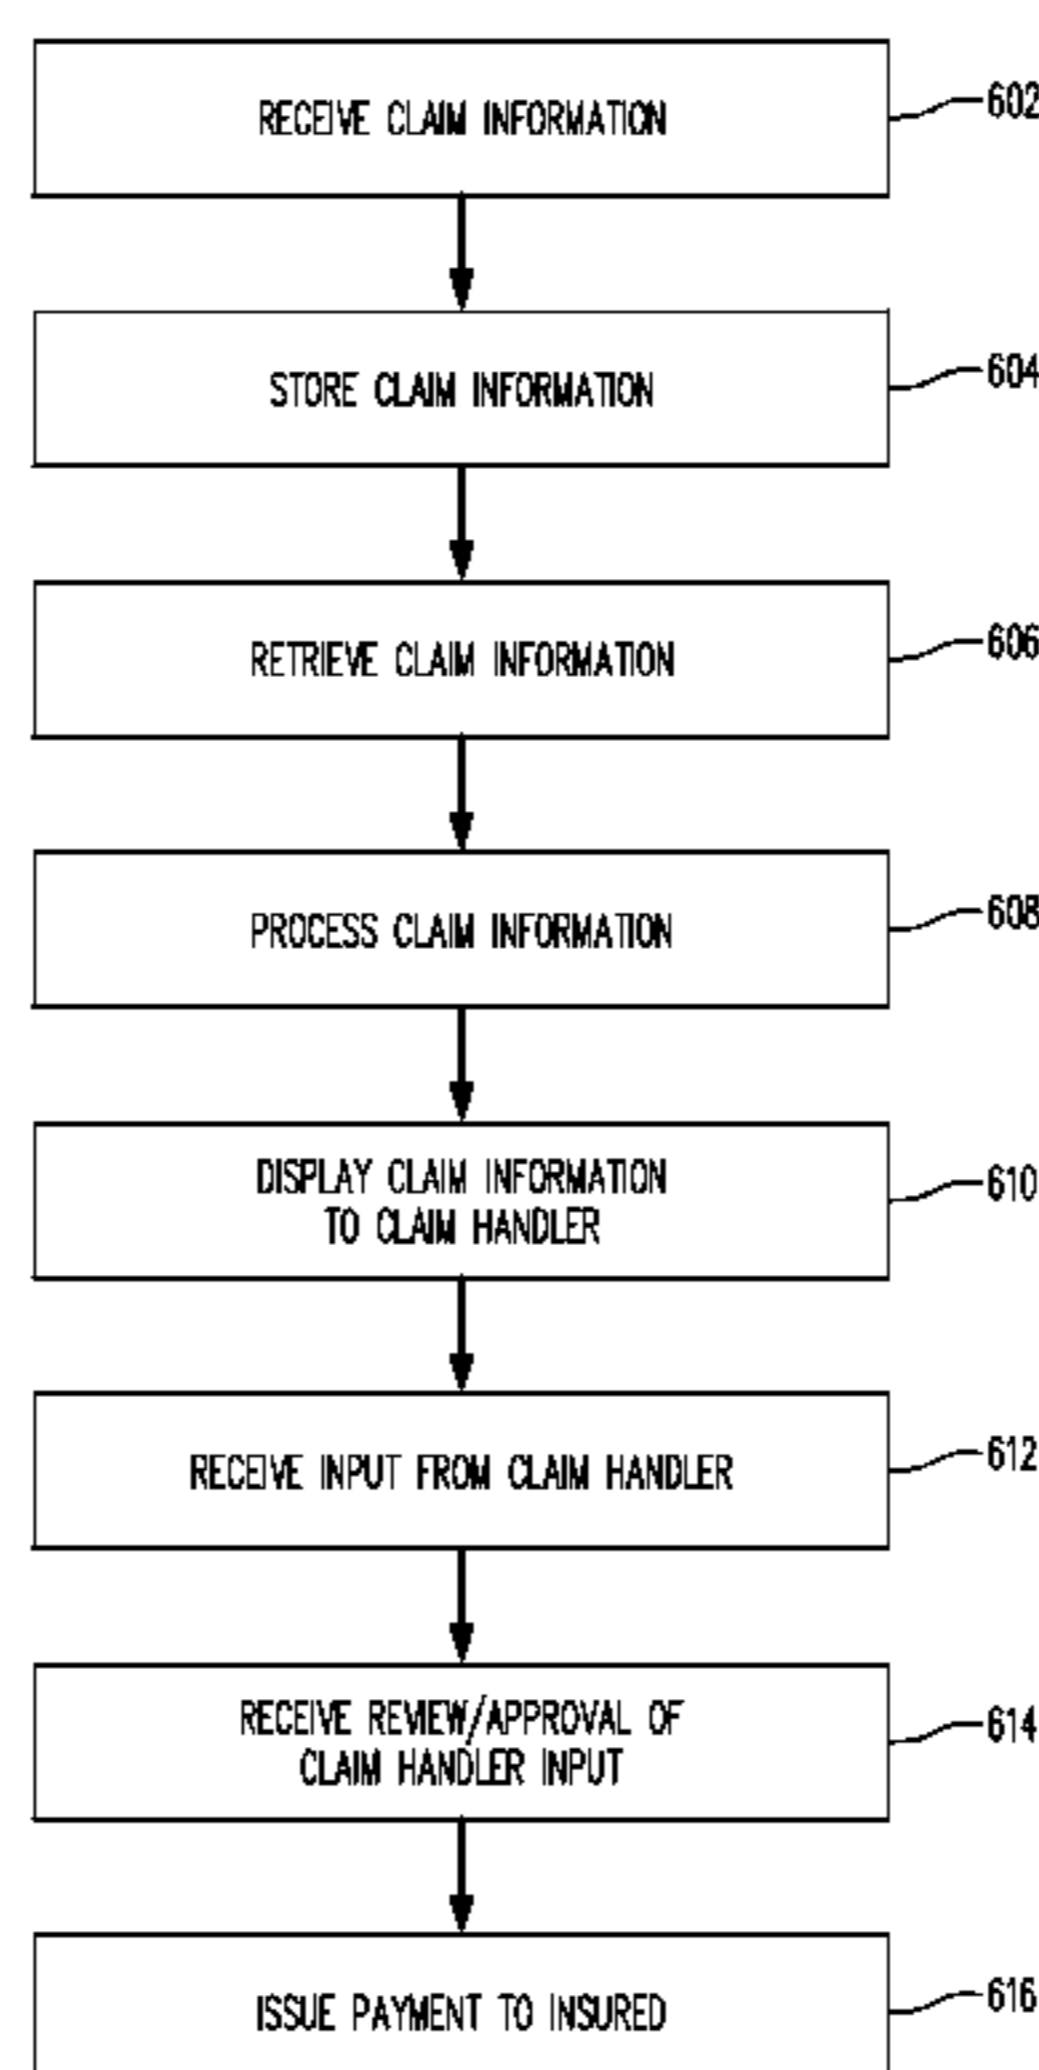 RECEIVE CLAIM INFORMATION
602
STORE CLAIM INFORMATION
604
RETRIEVE CLAIM INFORMATION
606
PROCESS CLAIM INFORMATION
608
DISPLAY CLAIM INFORMATION
TO CLAIM HANDLER
610
RECEIVE INPUT FROM CLAIM HANDLER
612
RECEIVE REVIEW/APPROVAL OF
CLAIM HANDLER INPUT
614
ISSUE PAYMENT TO INSURED
616